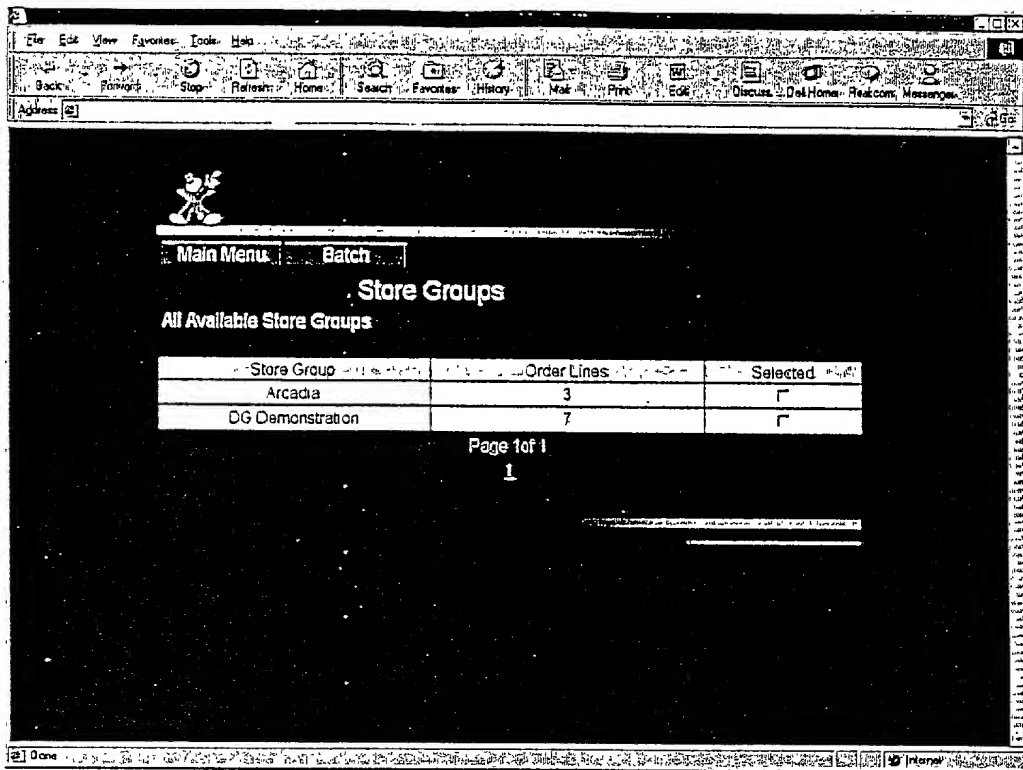 File Edit View Favorites Tools Help
Back Forward Stop Refresh Home Search Favorites History Mail Print Edit Discuss Dell Home Realcom Messenger
Address Go
Main Menu Batch
Store Groups
All Available Store Groups
Store Group Order Lines Selected
Arcadia 3
DG Demonstration 7
Page 1of 1
1
Done Internet